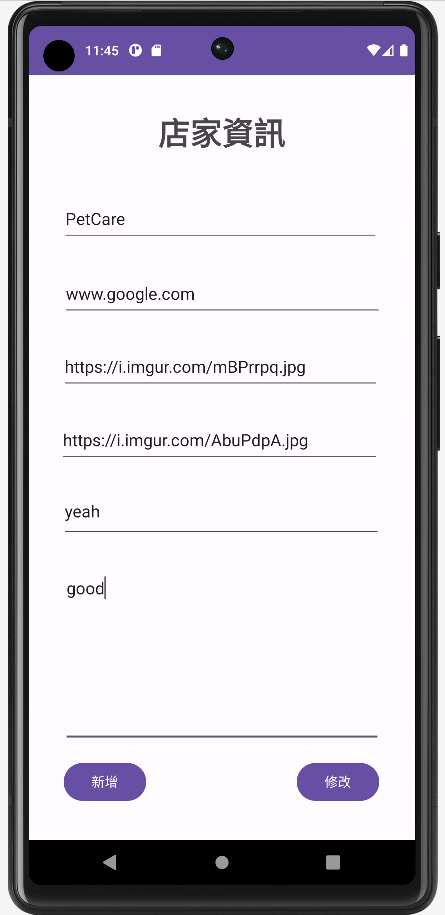 11:45
店家資訊
PetCare
www.google.com
https://i.imgur.com/mBPrrpq.jpg
https://i.imgur.com/AbuPdpA.jpg
yeah
good
新增
修改